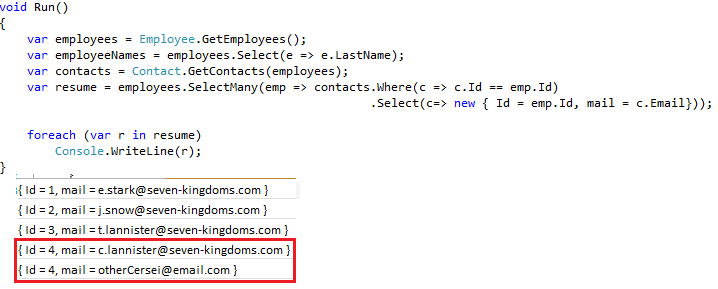 void Run()
{
    var employees = Employee.GetEmployees();
    var employeeNames = employees.Select(e => e.LastName);
    var contacts = Contact.GetContacts(employees);
    var resume = employees.SelectMany(emp => contacts.Where(c => c.Id == emp.Id)
                                             .Select(c=> new { Id = emp.Id, mail = c.Email}));
    foreach (var r in resume)
        Console.WriteLine(r);
}
{ Id = 1, mail = e.stark@seven-kingdoms.com }
{ Id = 2, mail = j.snow@seven-kingdoms.com }
{ Id = 3, mail = t.lannister@seven-kingdoms.com }
{ Id = 4, mail = c.lannister@seven-kingdoms.com }
{ Id = 4, mail = otherCersei@email.com }